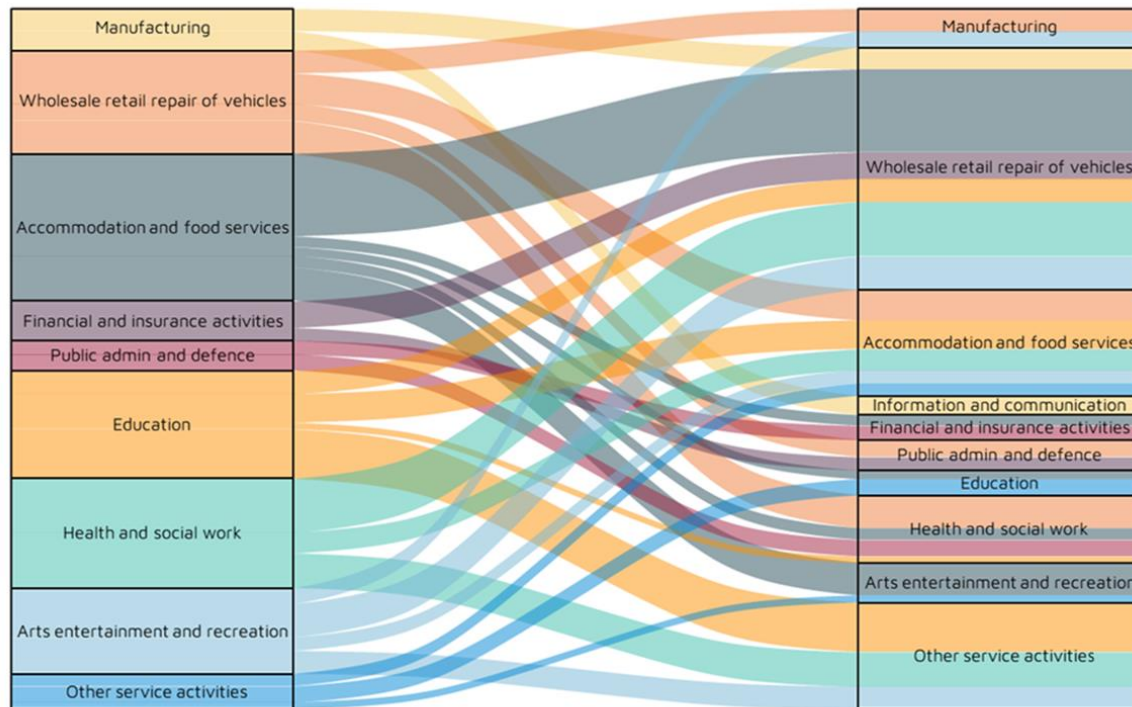 Manufacturing
Wholesale retail repair of vehicles
Accommodation and food services
Financial and insurance activities
Public admin and defence
Education
Health and social work
Arts entertainment and recreation
Other service activities
Manufacturing
Wholesale retail repair of vehicles
Accommodation and food services
Information and communication
Financial and insurance activities
Public admin and defence
Education
Health and social work
Arts entertainment and recreation
Other service activities